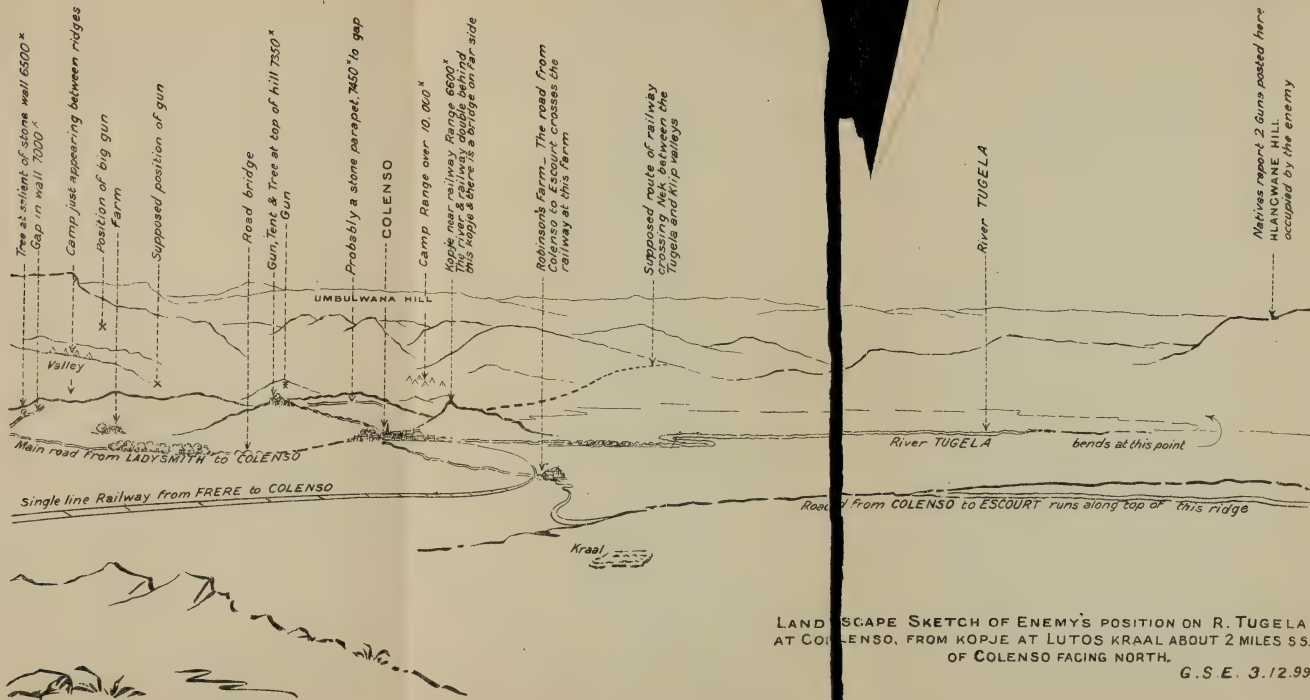 Tree at salient of stone wall 6500ˣ
Gap in wall 7000ˣ
Camp just appearing between ridges
Position of big gun
Farm
Supposed position of gun
Road bridge
Gun, Tent & Tree at top of hill 7350ˣ
Gun
Probably a stone parapet, 7450ˣ to gap
COLENSO
Camp Range over 10,000ˣ
Kopje near railway Range 6600ˣ
The river & railway double behind
this kopje & there is a bridge on far side
Robinson's Farm_ The road from
Colenso to Escourt crosses the
railway at this farm
Supposed route of railway
crossing Nek between the
Tugela and Klip valleys
River TUGELA
Natives report 2 Guns posted here
HLANGWANE HILL
occupied by the enemy
UMBULWANA HILL
Valley
Main road from LADYSMITH to COLENSO
River TUGELA bends at this point
Single line Railway from FRERE to COLENSO
Road from COLENSO to ESCOURT runs along top of this ridge
Kraal
LANDSCAPE SKETCH OF ENEMY'S POSITION ON R. TUGELA
AT COLENSO, FROM KOPJE AT LUTOS KRAAL ABOUT 2 MILES SS.
OF COLENSO FACING NORTH.
G.S.E. 3.12.99